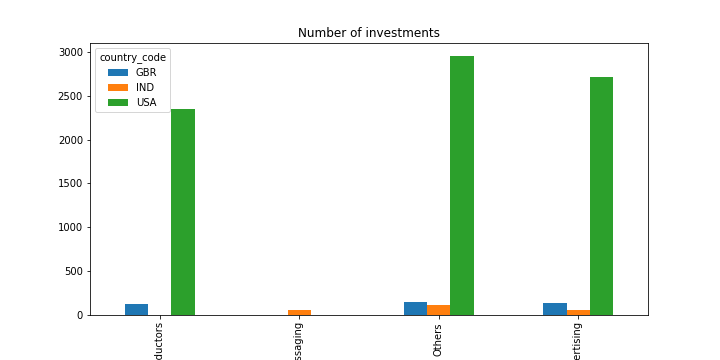 Number of investments
country_code
GBR
IND
USA
3000
2500
2000
1500
1000
500
0
ductors
ssaging
Others
ertising